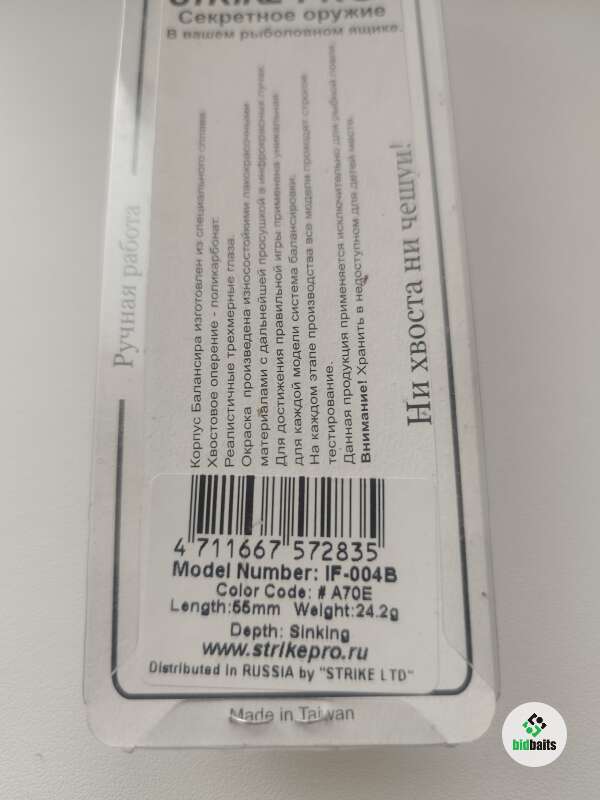 STRIKE PRO
Секретное оружие
В вашем рыболовном ящике.
Ручная работа
Корпус Балансира изготовлен из специального сплава.
Хвостовое оперение - поликарбонат.
Реалистичные трехмерные глаза.
Окраска произведена износостойкими лакокрасочными
материалами с дальнейшей просушкой в инфрокрасных лучах.
Для достижения правильной игры применена уникальная
для каждой модели система балансировки.
На каждом этапе производства все модели проходят строгое
тестирование.
Данная продукция применяется исключительно для рыбной ловли.
Внимание! Хранить в недоступном для детей месте.
Ни хвоста ни чешуи!
4 711667 572835
Model Number: IF-004B
Color Code: # A70E
Length:55mm Weight:24.2g
Depth: Sinking
www.strikepro.ru
Distributed in RUSSIA by "STRIKE LTD"
Made in Taiwan
bidbaits